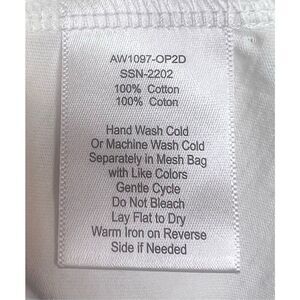 AW1097-OP2D
SSN-2202
100% Cotton
100% Coton
Hand Wash Cold
Or Machine Wash Cold
Separately in Mesh Bag
with Like Colors
Gentle Cycle
Do Not Bleach
Lay Flat to Dry
Warm Iron on Reverse
Side if Needed